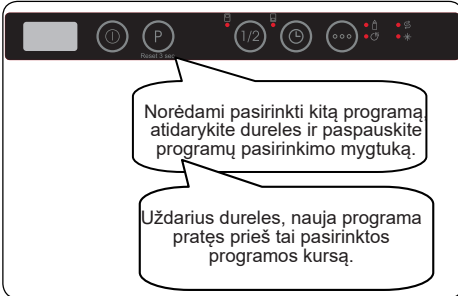 P
1/2
Reset 3 sec
Norėdami pasirinkti kitą programą,
atidarykite dureles ir paspauskite
programų pasirinkimo mygtuką.
Uždarius dureles, nauja programa
pratęs prieš tai pasirinktos
programos kursą.